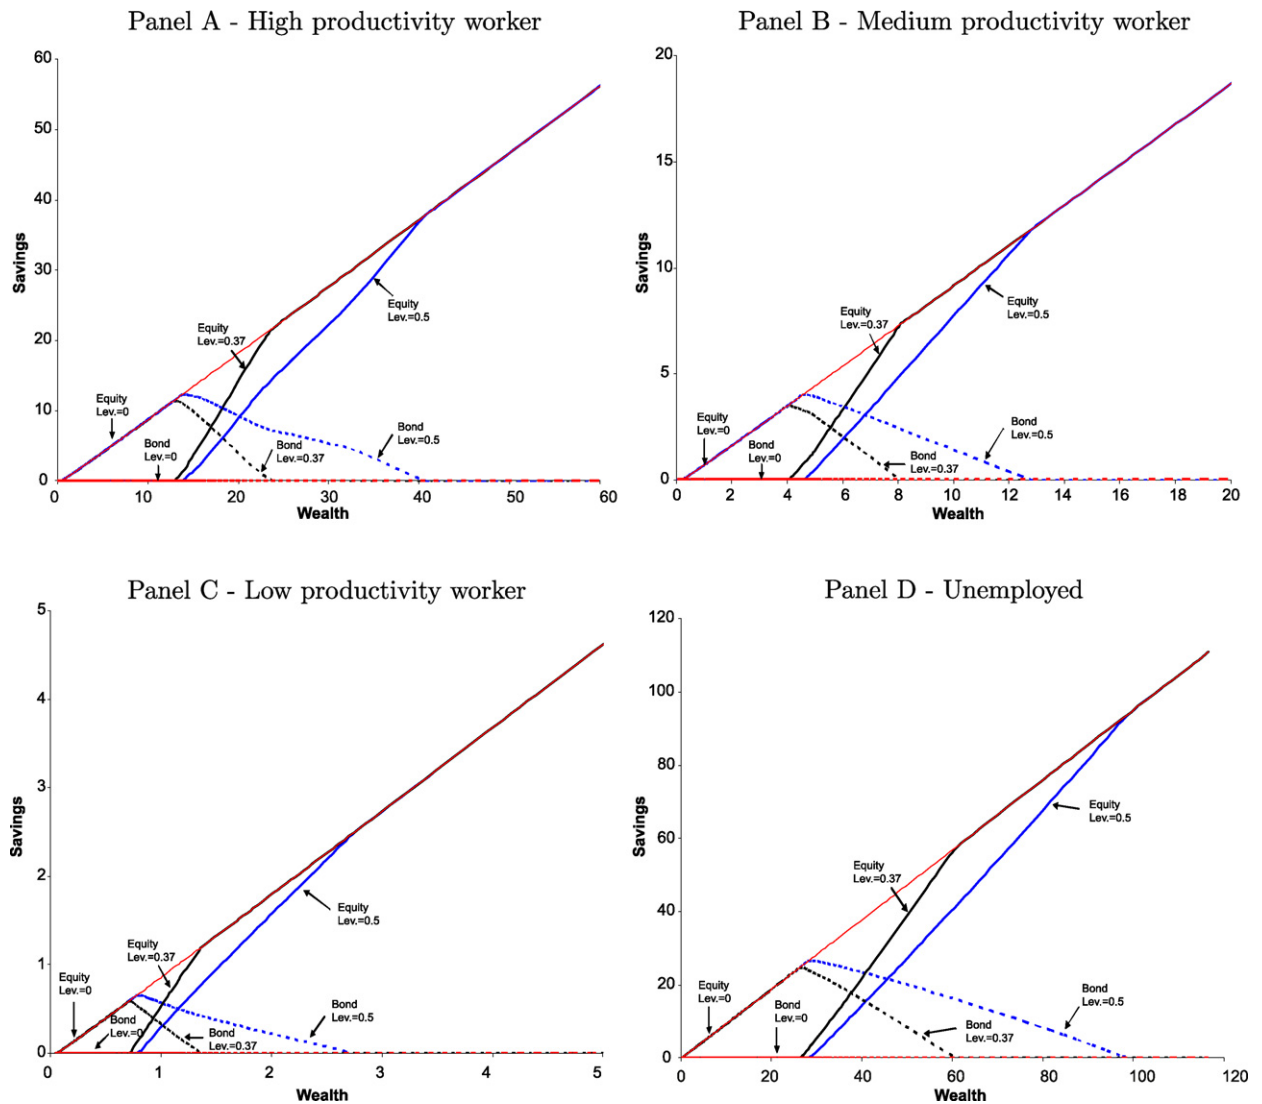 Panel A - High productivity worker
60
50
40
30
20
10
0
Savings
Equity
Lev.=0
Bond
Lev.=0
Equity
Lev.=0.37
Bond
Lev.=0.37
Equity
Lev.=0.5
Bond
Lev.=0.5
0 10 20 30 40 50 60
Wealth
Panel B - Medium productivity worker
20
15
10
5
0
Savings
Equity
Lev.=0
Bond
Lev.=0
Equity
Lev.=0.37
Bond
Lev.=0.37
Equity
Lev.=0.5
Bond
Lev.=0.5
0 2 4 6 8 10 12 14 16 18 20
Wealth
Panel C - Low productivity worker
5
4
3
2
1
0
Savings
Equity
Lev.=0
Bond
Lev.=0
Equity
Lev.=0.37
Bond
Lev.=0.37
Equity
Lev.=0.5
Bond
Lev.=0.5
0 1 2 3 4 5
Wealth
Panel D - Unemployed
120
100
80
60
40
20
0
Savings
Equity
Lev.=0
Bond
Lev.=0
Equity
Lev.=0.37
Bond
Lev.=0.37
Equity
Lev.=0.5
Bond
Lev.=0.5
0 20 40 60 80 100 120
Wealth